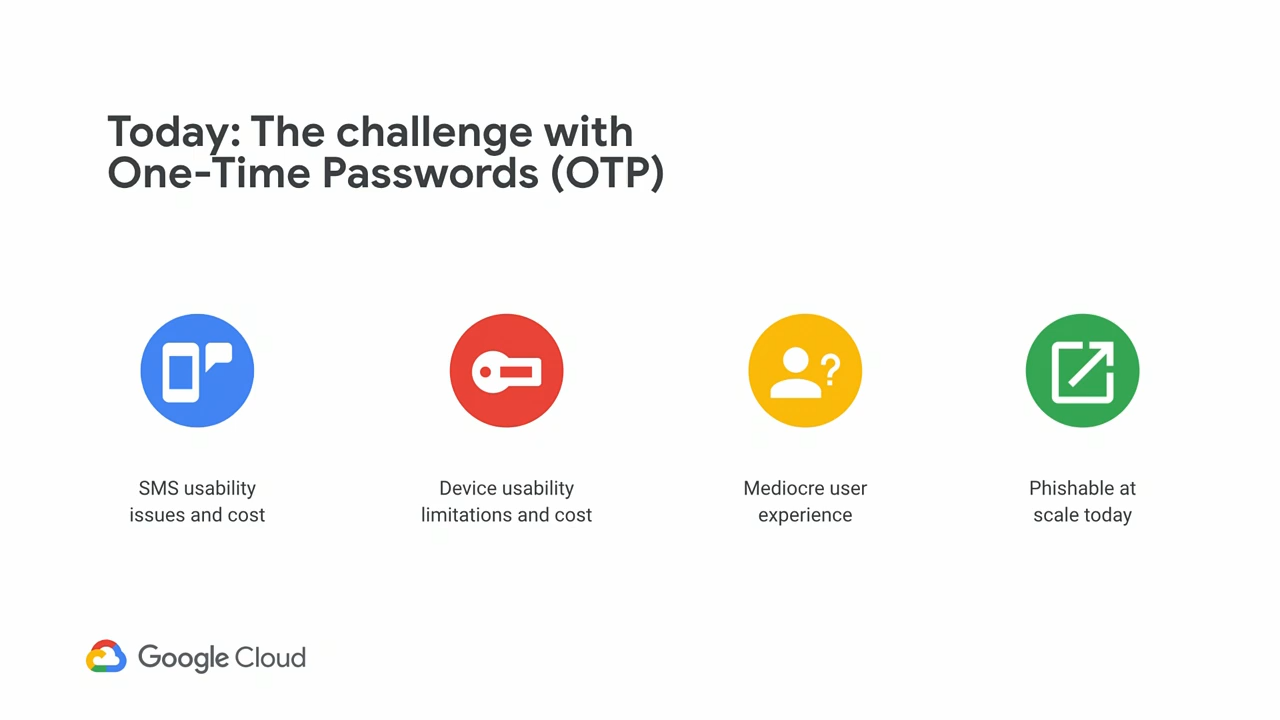 Today: The challenge with
One-Time Passwords (OTP)
SMS usability
issues and cost
Device usability
limitations and cost
Mediocre user
experience
Phishable at
scale today
Google Cloud